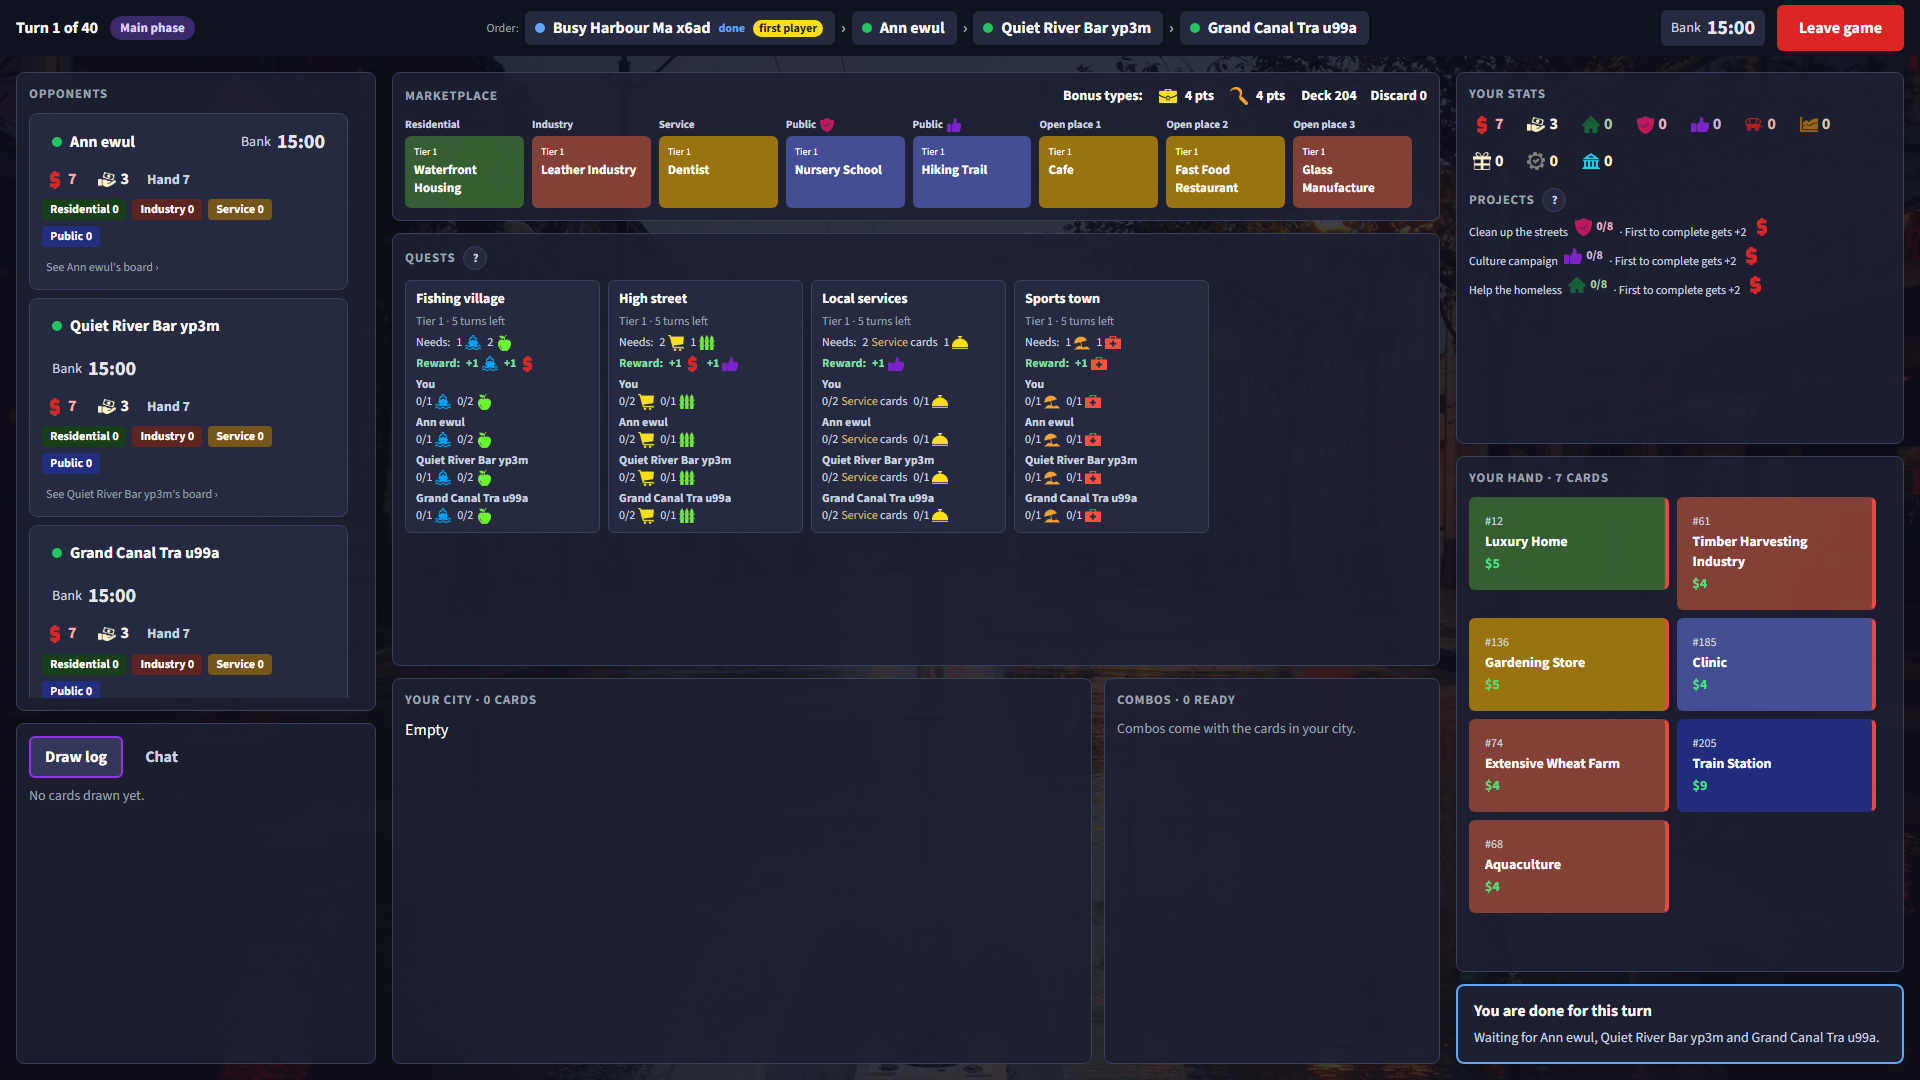 Turn 1 of 40 Main phase
Order: Busy Harbour Ma x6ad done first player › Ann ewul › Quiet River Bar yp3m › Grand Canal Tra u99a
Bank 15:00 Leave game
OPPONENTS
Ann ewul Bank 15:00
7 3 Hand 7
Residential 0 Industry 0 Service 0
Public 0
See Ann ewul's board ›
Quiet River Bar yp3m
Bank 15:00
7 3 Hand 7
Residential 0 Industry 0 Service 0
Public 0
See Quiet River Bar yp3m's board ›
Grand Canal Tra u99a
Bank 15:00
7 3 Hand 7
Residential 0 Industry 0 Service 0
Public 0
Draw log Chat
No cards drawn yet.
MARKETPLACE Bonus types: 4 pts 4 pts Deck 204 Discard 0
Residential Industry Service Public Public Open place 1 Open place 2 Open place 3
Tier 1 Tier 1 Tier 1 Tier 1 Tier 1 Tier 1 Tier 1 Tier 1
Waterfront Leather Industry Dentist Nursery School Hiking Trail Cafe Fast Food Glass
Housing Restaurant Manufacture
QUESTS ?
Fishing village
Tier 1 · 5 turns left
Needs: 1 2
Reward: +1 +1
You
0/1 0/2
Ann ewul
0/1 0/2
Quiet River Bar yp3m
0/1 0/2
Grand Canal Tra u99a
0/1 0/2
High street
Tier 1 · 5 turns left
Needs: 2 1
Reward: +1 +1
You
0/2 0/1
Ann ewul
0/2 0/1
Quiet River Bar yp3m
0/2 0/1
Grand Canal Tra u99a
0/2 0/1
Local services
Tier 1 · 5 turns left
Needs: 2 Service cards 1
Reward: +1
You
0/2 Service cards 0/1
Ann ewul
0/2 Service cards 0/1
Quiet River Bar yp3m
0/2 Service cards 0/1
Grand Canal Tra u99a
0/2 Service cards 0/1
Sports town
Tier 1 · 5 turns left
Needs: 1 1
Reward: +1
You
0/1 0/1
Ann ewul
0/1 0/1
Quiet River Bar yp3m
0/1 0/1
Grand Canal Tra u99a
0/1 0/1
YOUR CITY · 0 CARDS
Empty
COMBOS · 0 READY
Combos come with the cards in your city.
YOUR STATS
7 3 0 0 0 0 0
0 0 0
PROJECTS ?
Clean up the streets 0/8 · First to complete gets +2
Culture campaign 0/8 · First to complete gets +2
Help the homeless 0/8 · First to complete gets +2
YOUR HAND · 7 CARDS
#12
Luxury Home
$5
#61
Timber Harvesting
Industry
$4
#136
Gardening Store
$5
#185
Clinic
$4
#74
Extensive Wheat Farm
$4
#205
Train Station
$9
#68
Aquaculture
$4
You are done for this turn
Waiting for Ann ewul, Quiet River Bar yp3m and Grand Canal Tra u99a.